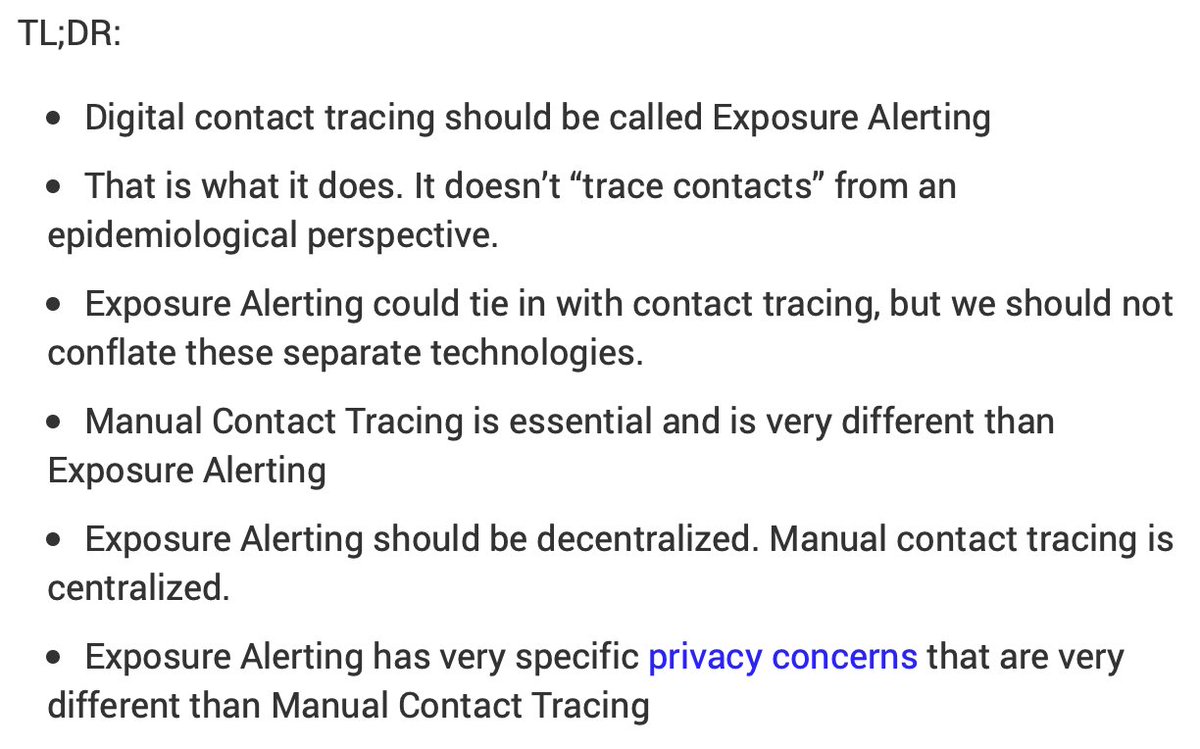 TL;DR:
• Digital contact tracing should be called Exposure Alerting
• That is what it does. It doesn’t “trace contacts” from an
epidemiological perspective.
• Exposure Alerting could tie in with contact tracing, but we should not
conflate these separate technologies.
• Manual Contact Tracing is essential and is very different than
Exposure Alerting
• Exposure Alerting should be decentralized. Manual contact tracing is
centralized.
• Exposure Alerting has very specific privacy concerns that are very
different than Manual Contact Tracing